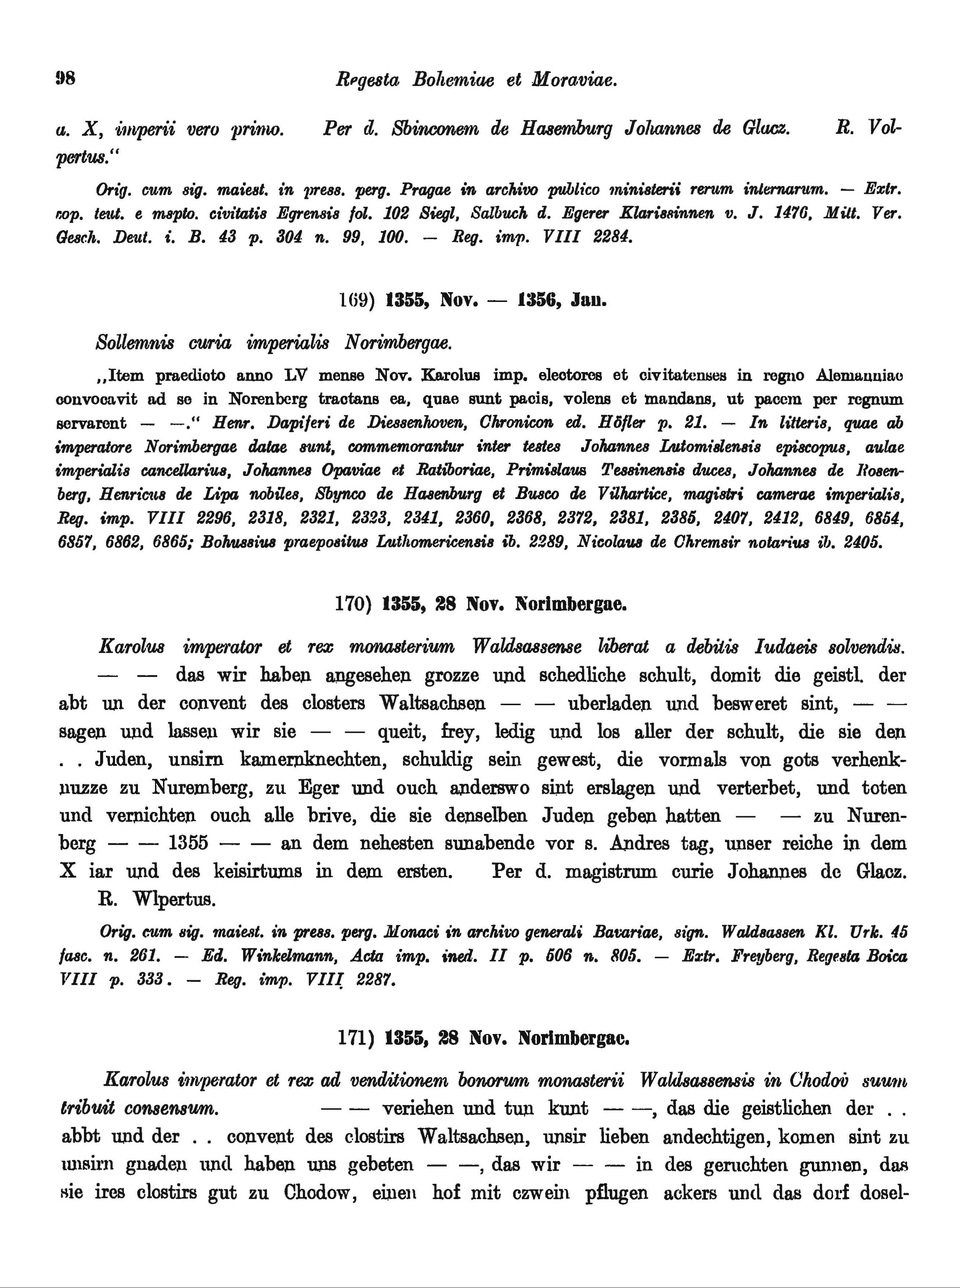 98 Regesta Bohemiae et Moraviae.
a. X, imperii vero primo. Per d. Sbinconem de Hasemburg Johannes de Glacz. R. Vol-
pertus."
Orig. cum sig. maiest. in press. perg. Pragae in archivo publico ministerii rerum internarum. — Extr.
cop. teut. e mspto. civitatis Egrensis fol. 102 Siegl, Salbuch d. Egerer Klarissinnen v. J. 1476, Mitt. Ver.
Gesch. Deut. i. B. 43 p. 304 n. 99, 100. — Reg. imp. VIII 2284.
169) 1355, Nov. — 1356, Jan.
Sollemnis curia imperialis Norimbergae.
„Item praedicto anno LV mense Nov. Karolus imp. electores et civitatenses in regno Alemanniae
convocavit ad se in Norenberg tractans ea, quae sunt pacis, volens et mandans, ut pacem per regnum
servarent — —." Henr. Dapiferi de Diessenhoven, Chronicon ed. Höfler p. 21. — In litteris, quae ab
imperatore Norimbergae datae sunt, commemorantur inter testes Johannes Lutomislensis episcopus, aulae
imperialis cancellarius, Johannes Opaviae et Ratiboriae, Primislaus Tessinensis duces, Johannes de Rosen-
berg, Henricus de Lipa nobiles, Sbynco de Hasenburg et Busco de Vilhartice, magistri camerae imperialis,
Reg. imp. VIII 2296, 2318, 2321, 2323, 2341, 2360, 2368, 2372, 2381, 2385, 2407, 2412, 6849, 6854,
6857, 6862, 6865; Bohussius praepositus Luthomericensis ib. 2289, Nicolaus de Chremsir notarius ib. 2405.
170) 1355, 28 Nov. Norimbergae.
Karolus imperator et rex monasterium Waldsassense liberat a debitis Iudaeis solvendis.
— — das wir haben angesehen grozze und schedliche schult, domit die geistl. der
abt un der convent des closters Waltsachsen — — uberladen und besweret sint, — —
sagen und lassen wir sie — — queit, frey, ledig und los aller der schult, die sie den
. . Juden, unsirn kamernknechten, schuldig sein gewest, die vormals von gots verhenk-
nuzze zu Nuremberg, zu Eger und ouch anderswo sint erslagen und verterbet, und toten
und vernichten ouch alle brive, die sie denselben Juden geben hatten — — zu Nuren-
berg — — 1355 — — an dem nehesten sunabende vor s. Andres tag, unser reiche in dem
X iar und des keisirtums in dem ersten. Per d. magistrum curie Johannes de Glacz.
R. Wlpertus.
Orig. cum sig. maiest. in press. perg. Monaci in archivo generali Bavariae, sign. Waldsassen Kl. Urk. 45
fasc. n. 261. — Ed. Winkelmann, Acta imp. ined. II p. 506 n. 805. — Extr. Freyberg, Regesta Boica
VIII p. 333. — Reg. imp. VIII 2287.
171) 1355, 28 Nov. Norimbergae.
Karolus imperator et rex ad venditionem bonorum monasterii Waldsassensis in Chodov suum
tribuit consensum. — — veriehen und tun kunt — —, das die geistlichen der . .
abbt und der . . convent des clostirs Waltsachsen, unsir lieben andechtigen, komen sint zu
unsirn gnaden und haben uns gebeten — —, das wir — — in des geruchten gunnen, das
sie ires clostirs gut zu Chodow, einen hof mit czwein pflugen ackers und das dorf dosel-